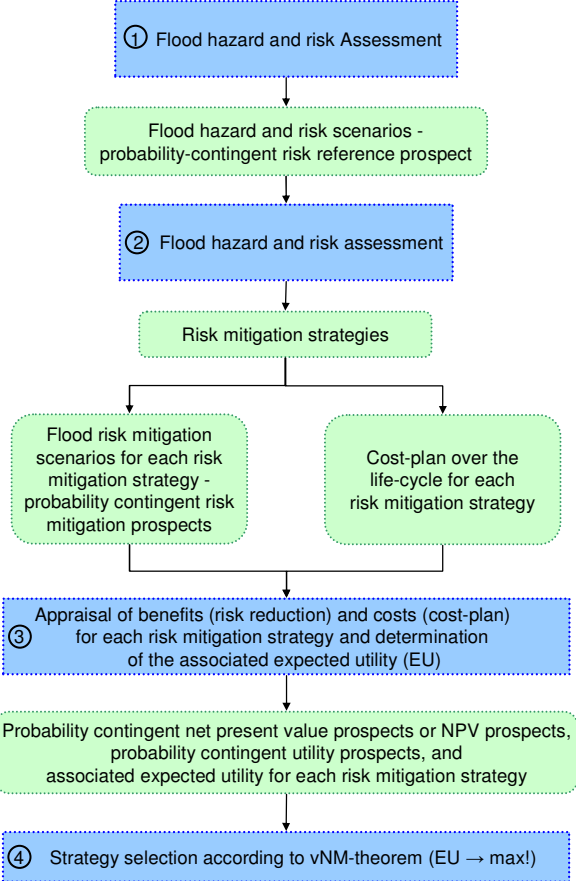 ① Flood hazard and risk Assessment
Flood hazard and risk scenarios -
probability-contingent risk reference prospect
② Flood hazard and risk assessment
Risk mitigation strategies
Flood risk mitigation
scenarios for each risk
mitigation strategy -
probability contingent risk
mitigation prospects
Cost-plan over the
life-cycle for each
risk mitigation strategy
Appraisal of benefits (risk reduction) and costs (cost-plan)
③ for each risk mitigation strategy and determination
of the associated expected utility (EU)
Probability contingent net present value prospects or NPV prospects,
probability contingent utility prospects, and
associated expected utility for each risk mitigation strategy
④ Strategy selection according to vNM-theorem (EU → max!)